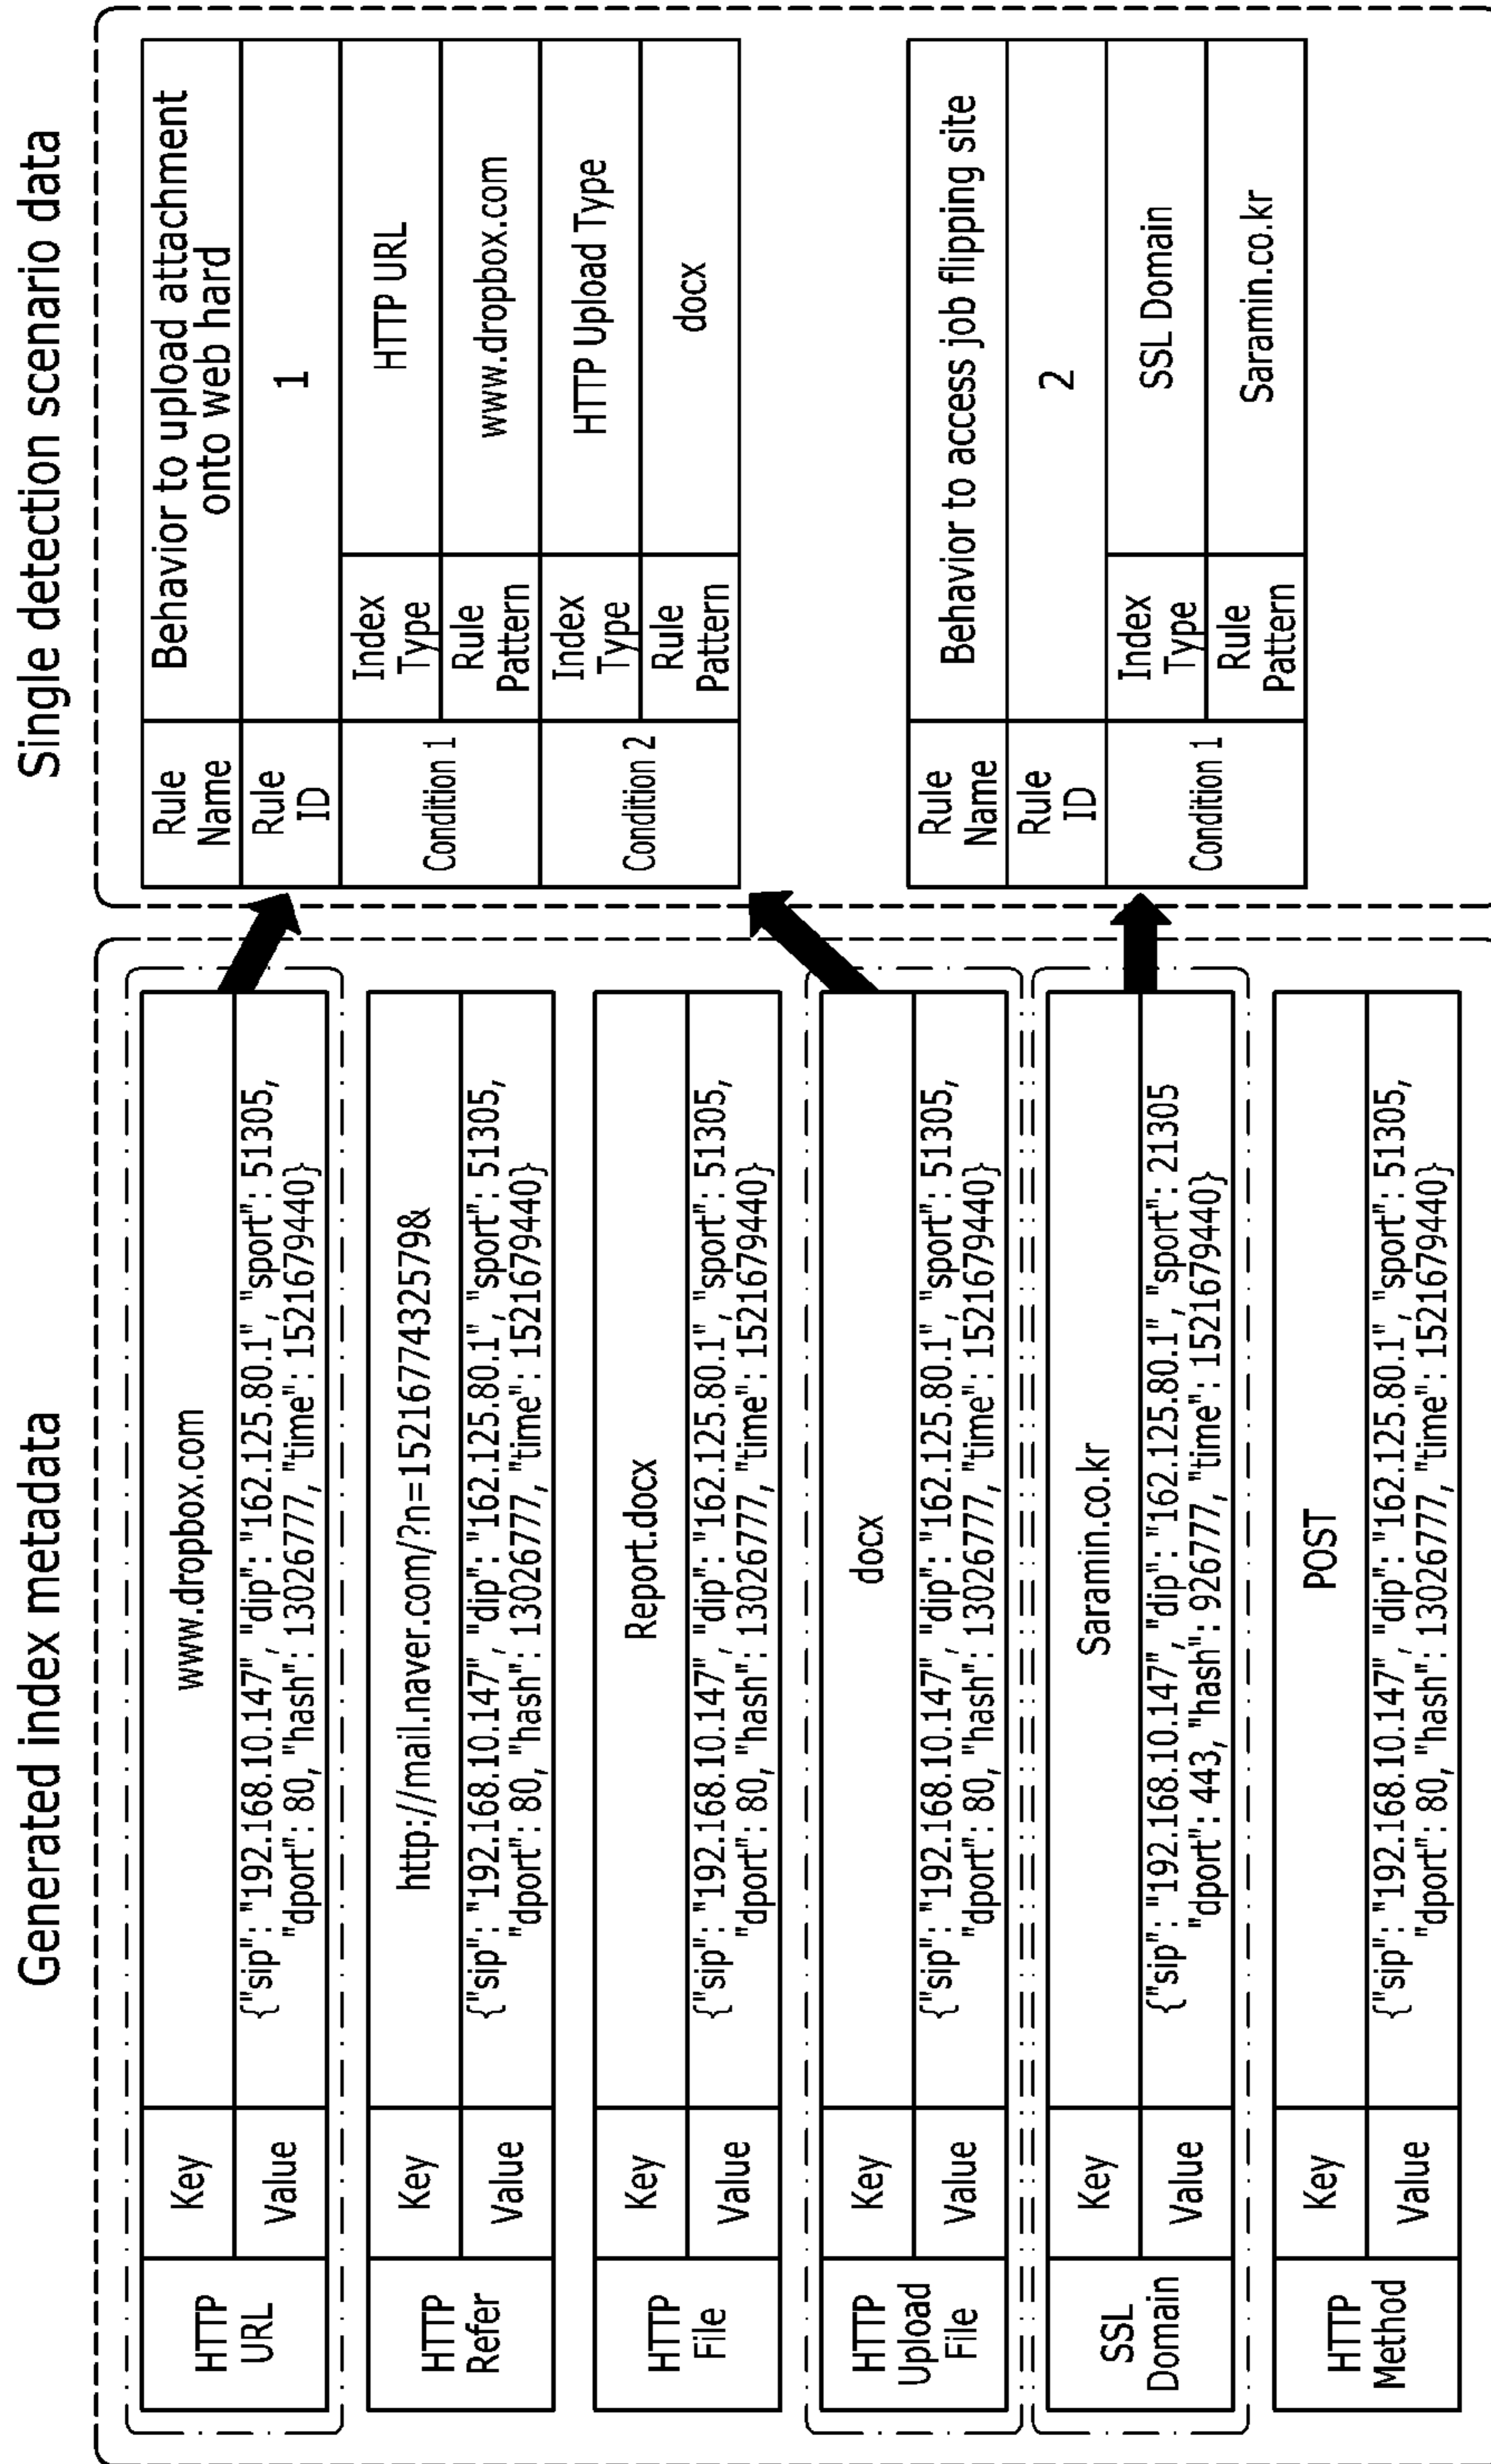 Generated index metadata
HTTP
URL
Key
www.dropbox.com
Value
{"sip": "192.168.10.147", "dip": "162.125.80.1", "sport": 51305,
"dport": 80, "hash": 13026777, "time": 1521679440}
HTTP
Refer
Key
http://mail.naver.com/?n=1521677432579&
Value
{"sip": "192.168.10.147", "dip": "162.125.80.1", "sport": 51305,
"dport": 80, "hash": 13026777, "time": 1521679440}
HTTP
File
Key
Report.docx
Value
{"sip": "192.168.10.147", "dip": "162.125.80.1", "sport": 51305,
"dport": 80, "hash": 13026777, "time": 1521679440}
HTTP
Upload
File
Key
docx
Value
{"sip": "192.168.10.147", "dip": "162.125.80.1", "sport": 51305,
"dport": 80, "hash": 13026777, "time": 1521679440}
SSL
Domain
Key
Saramin.co.kr
Value
{"sip": "192.168.10.147", "dip": "162.125.80.1", "sport": 21305
"dport": 443, "hash": 926777, "time": 1521679440}
HTTP
Method
Key
POST
Value
{"sip": "192.168.10.147", "dip": "162.125.80.1", "sport": 51305,
"dport": 80, "hash": 13026777, "time": 1521679440}
Single detection scenario data
Rule
Name
Behavior to upload attachment
onto web hard
Rule
ID
1
Condition 1
Index
Type
HTTP URL
Rule
Pattern
www.dropbox.com
Condition 2
Index
Type
HTTP Upload Type
Rule
Pattern
docx
Rule
Name
Behavior to access job flipping site
Rule
ID
2
Condition 1
Index
Type
SSL Domain
Rule
Pattern
Saramin.co.kr